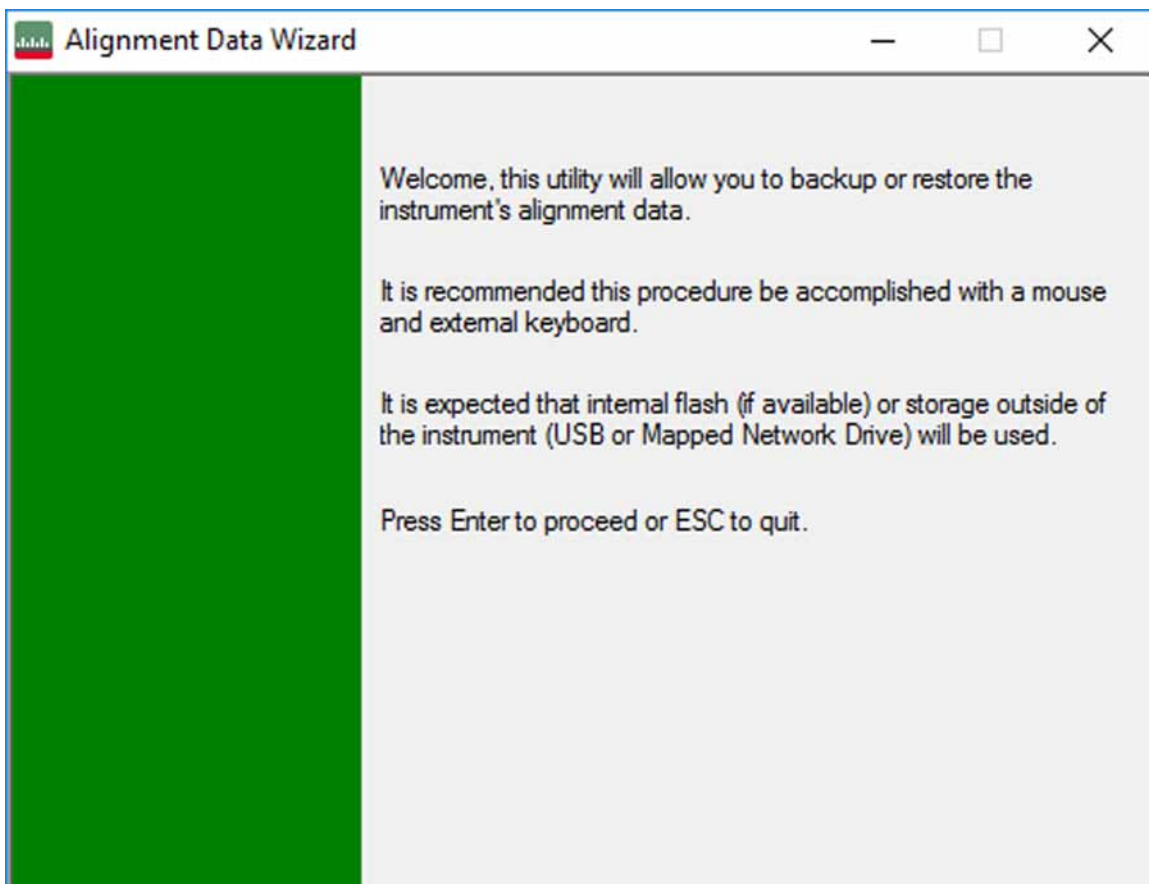 Alignment Data Wizard
Welcome, this utility will allow you to backup or restore the
instrument's alignment data.
It is recommended this procedure be accomplished with a mouse
and external keyboard.
It is expected that internal flash (if available) or storage outside of
the instrument (USB or Mapped Network Drive) will be used.
Press Enter to proceed or ESC to quit.